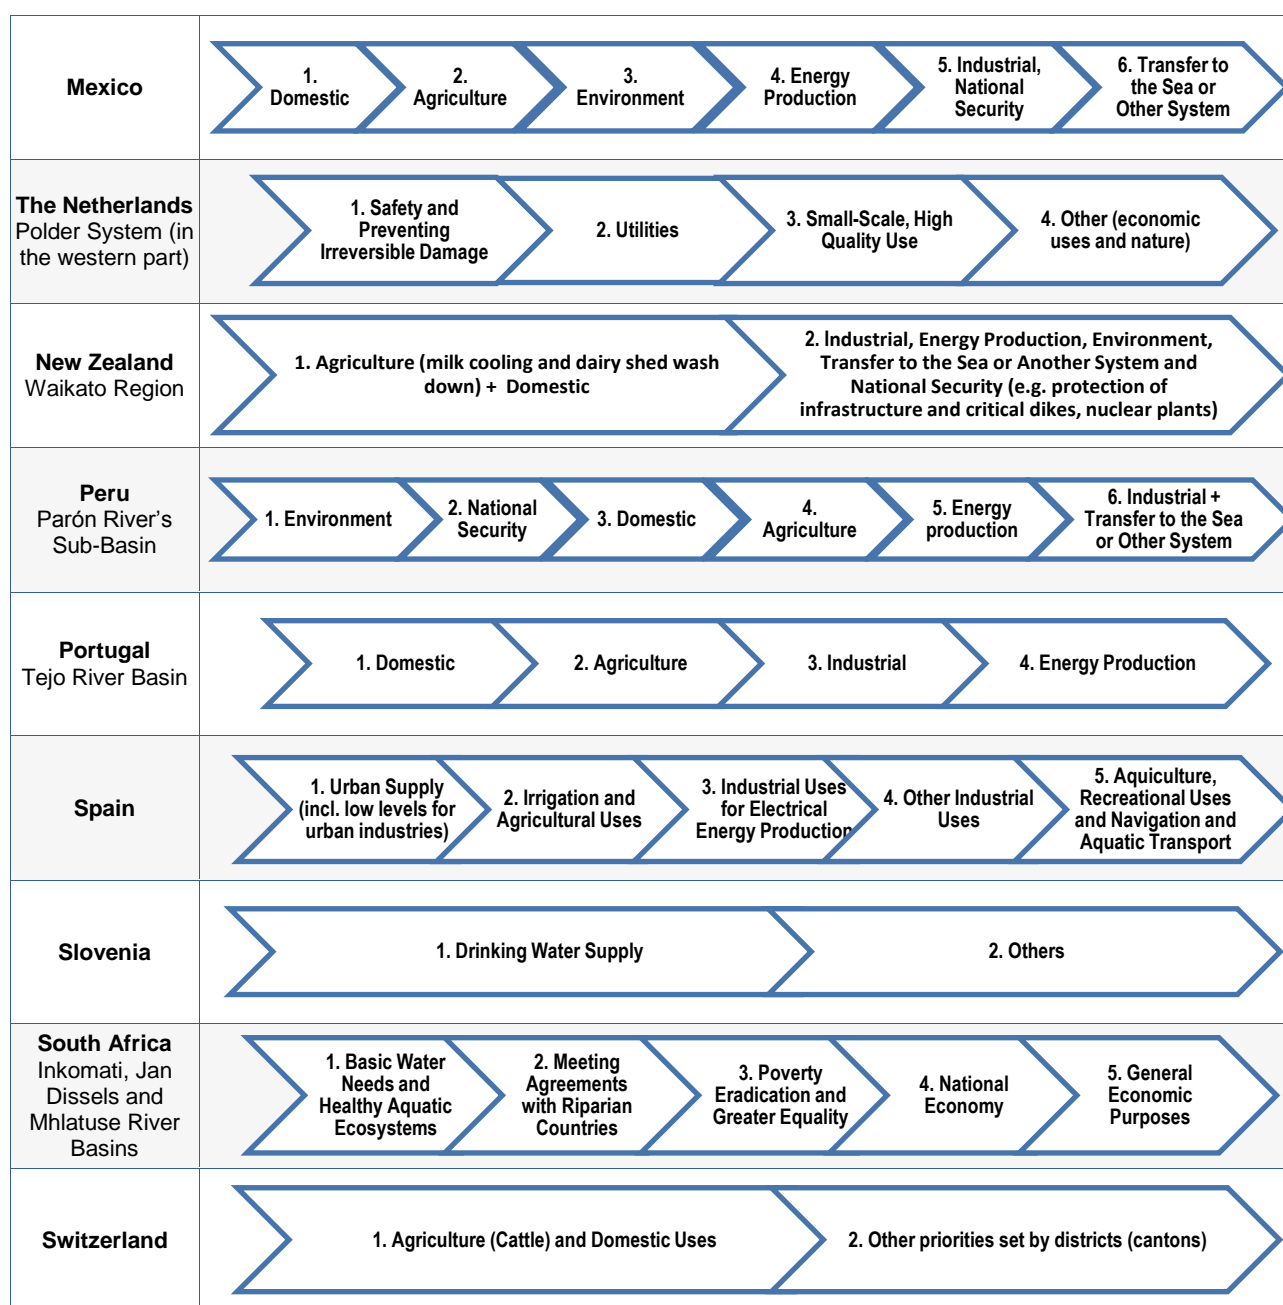 Mexico
1.
Domestic
2.
Agriculture
3.
Environment
4. Energy
Production
5. Industrial,
National
Security
6. Transfer to
the Sea or
Other System
The Netherlands
Polder System (in
the western part)
1. Safety and
Preventing
Irreversible Damage
2. Utilities
3. Small-Scale, High
Quality Use
4. Other (economic
uses and nature)
New Zealand
Waikato Region
1. Agriculture (milk cooling and dairy shed wash
down) + Domestic
2. Industrial, Energy Production, Environment,
Transfer to the Sea or Another System and
National Security (e.g. protection of
infrastructure and critical dikes, nuclear plants)
Peru
Parón River's
Sub-Basin
1. Environment
2. National
Security
3. Domestic
4.
Agriculture
5. Energy
production
6. Industrial +
Transfer to the Sea
or Other System
Portugal
Tejo River Basin
1. Domestic
2. Agriculture
3. Industrial
4. Energy Production
Spain
1. Urban Supply
(incl. low levels for
urban industries)
2. Irrigation and
Agricultural Uses
3. Industrial Uses
for Electrical
Energy Production
4. Other Industrial
Uses
5. Aquiculture,
Recreational Uses
and Navigation and
Aquatic Transport
Slovenia
1. Drinking Water Supply
2. Others
South Africa
Inkomati, Jan
Dissels and
Mhlatuse River
Basins
1. Basic Water
Needs and
Healthy Aquatic
Ecosystems
2. Meeting
Agreements
with Riparian
Countries
3. Poverty
Eradication and
Greater Equality
4. National
Economy
5. General
Economic
Purposes
Switzerland
1. Agriculture (Cattle) and Domestic Uses
2. Other priorities set by districts (cantons)